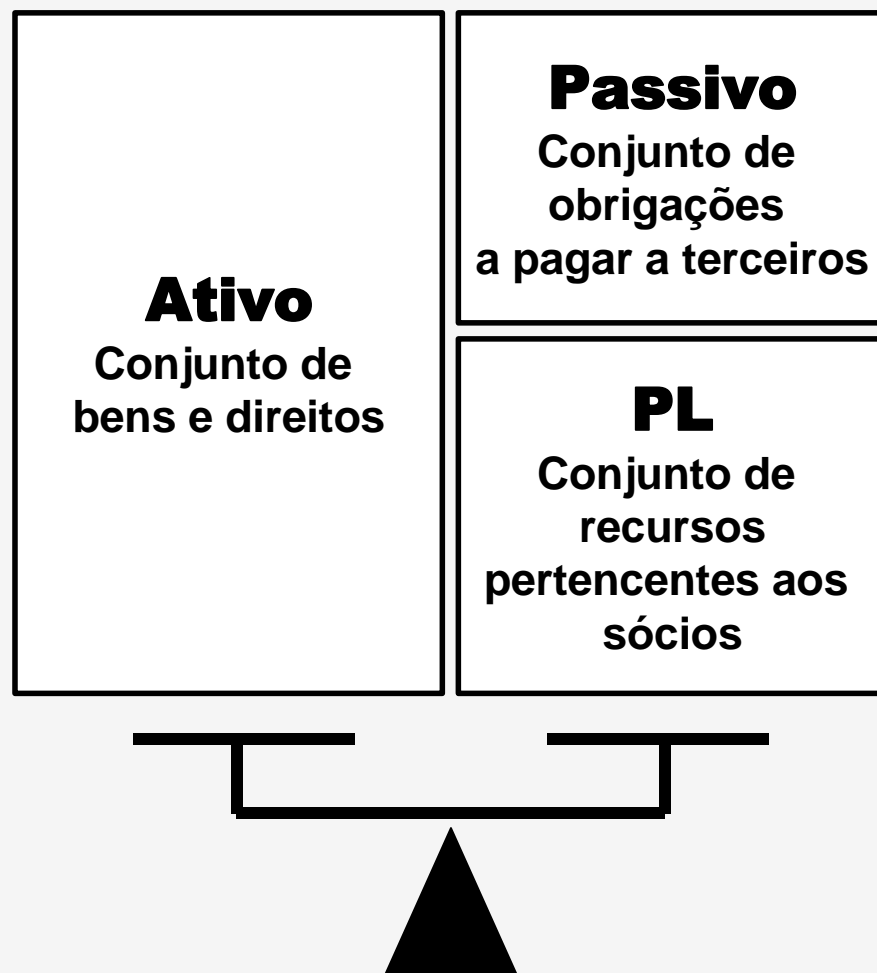 Ativo
Conjunto de
bens e direitos
Passivo
Conjunto de
obrigações
a pagar a terceiros
PL
Conjunto de
recursos
pertencentes aos
sócios